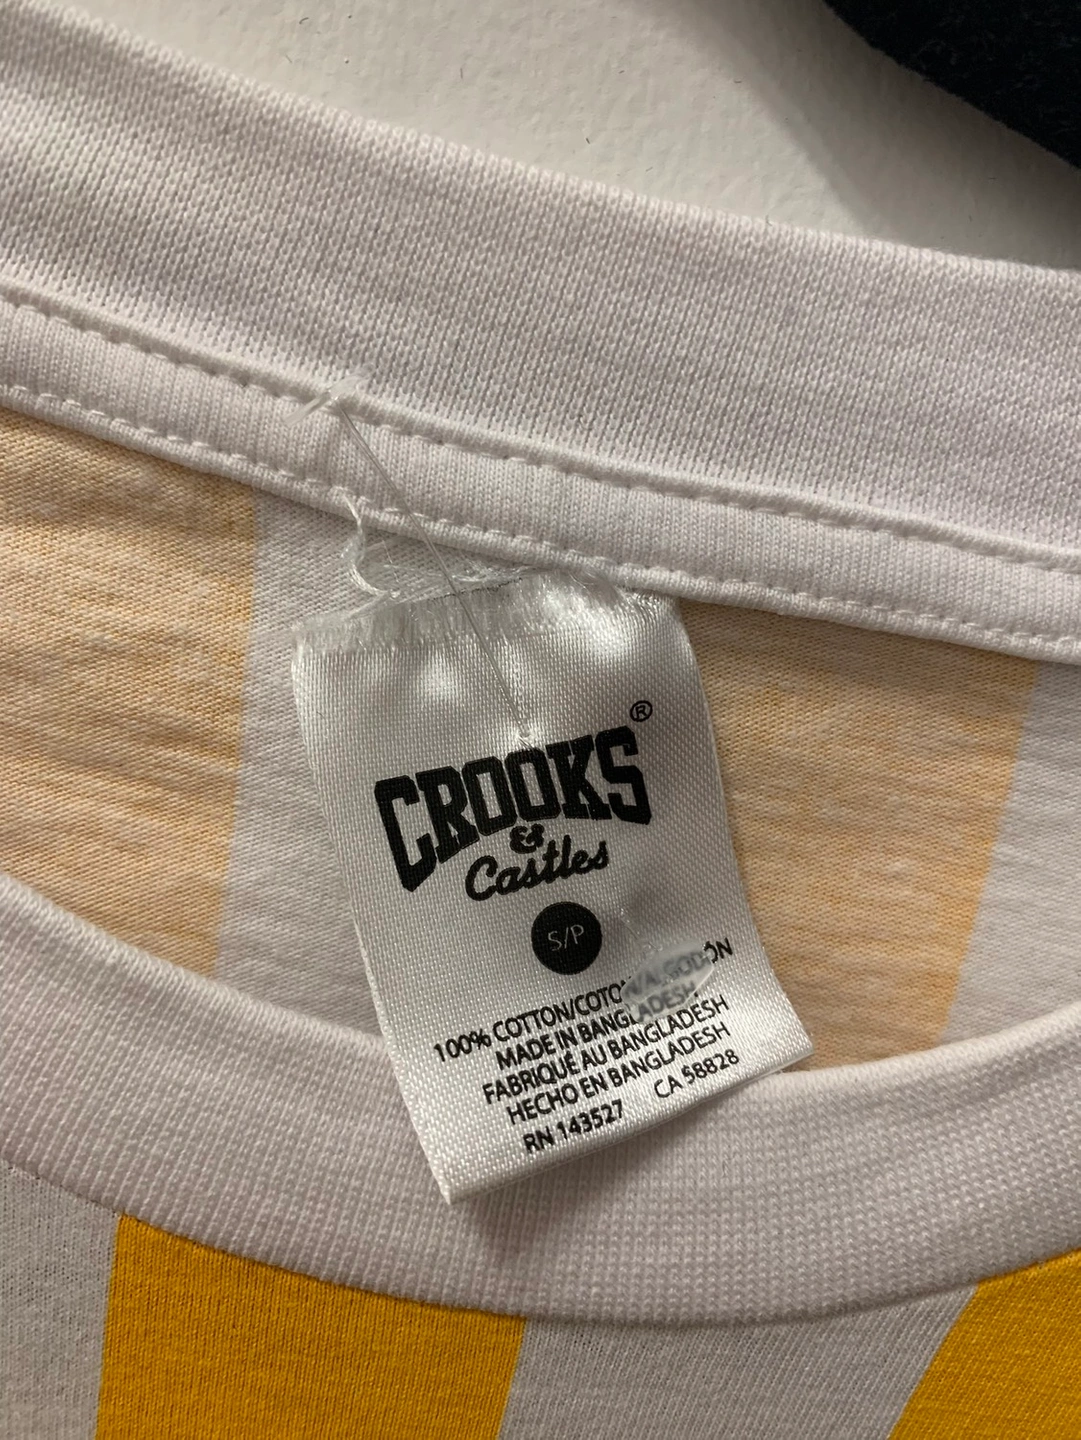 CROOKS®
&
Castles
S/P
100% COTTON/COTON/ALGODÓN
MADE IN BANGLADESH
FABRIQUÉ AU BANGLADESH
HECHO EN BANGLADESH
RN 143527 CA 58828